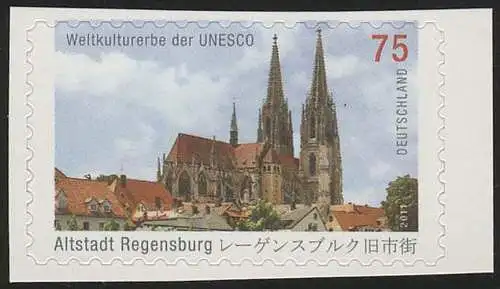 Weltkulturerbe der UNESCO
75
DEUTSCHLAND
2011
Altstadt Regensburg レーゲンスブルク旧市街